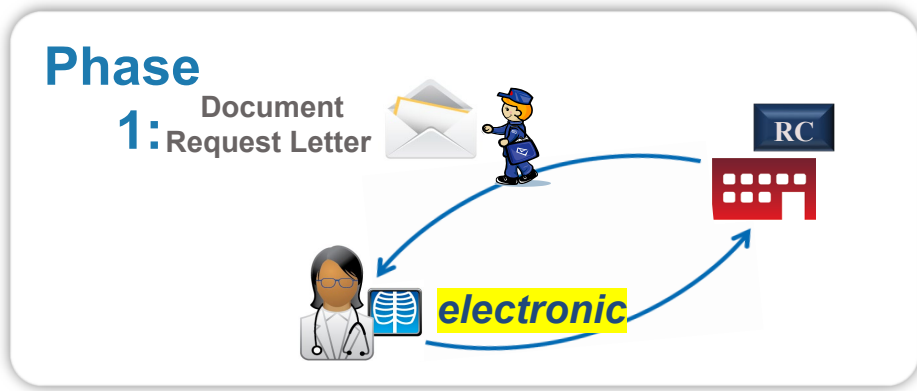 Phase
1:
Document
Request Letter
RC
electronic